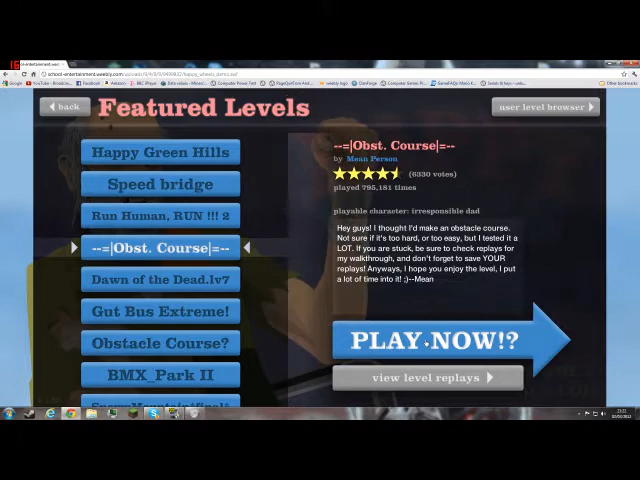 school-entertainment.weebly.com
back
Featured Levels
user level browser
Happy Green Hills
Speed bridge
Run Human, RUN !!! 2
--=|Obst. Course|=--
Dawn of the Dead.lv7
Gut Bus Extreme!
Obstacle Course?
BMX_Park II
--=|Obst. Course|=--
by Mean Person
(6330 votes)
played 795,181 times
playable character: irresponsible dad
Hey guys! I thought I'd make an obstacle course.
Not sure if it's too hard, or too easy, but I tested it a
LOT. If you are stuck, be sure to check replays for
my walkthrough, and don't forget to save YOUR
replays! Anyways, I hope you enjoy the level, I put
a lot of time into it! ;)--Mean
PLAY NOW!?
view level replays